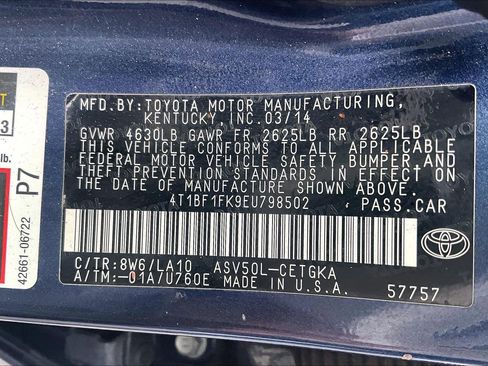 MFD. BY: TOYOTA MOTOR MANUFACTURING,
KENTUCKY, INC. 03/14
GVWR 4630LB GAWR FR 2625LB RR 2625LB
THIS VEHICLE CONFORMS TO ALL APPLICABLE
FEDERAL MOTOR VEHICLE SAFETY, BUMPER, AND
THEFT PREVENTION STANDARDS IN EFFECT ON
THE DATE OF MANUFACTURE SHOWN ABOVE.
4T1BF1FK9EU798502
PASS. CAR
C/TR: 8W6/LA10 ASV50L-CETGKA
A/TM: -01A/U760E MADE IN U.S.A.
57757
TOYOTA
3
lb.
P7
42661-06722